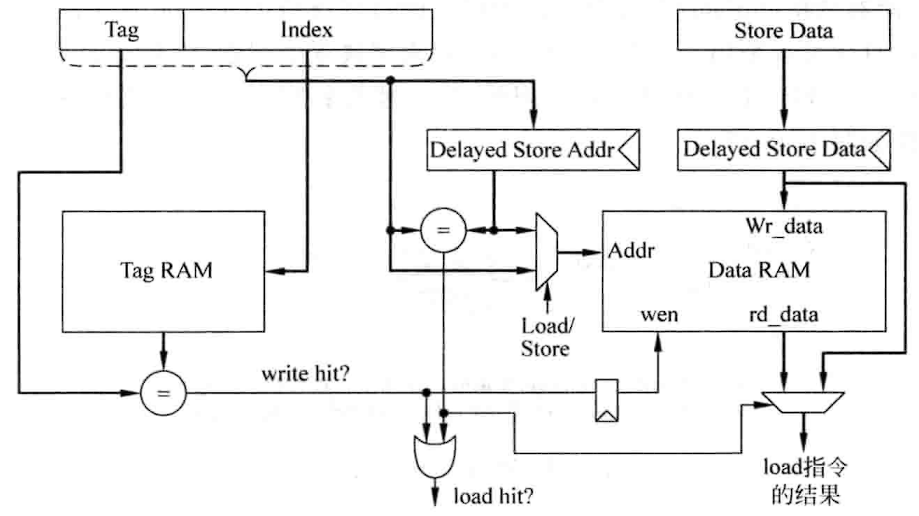 Tag Index Store Data
Delayed Store Addr Delayed Store Data
=
Wr_data
Tag RAM Addr Data RAM
Load/
Store
wen rd_data
=
write hit?
load hit?
load指令
的结果